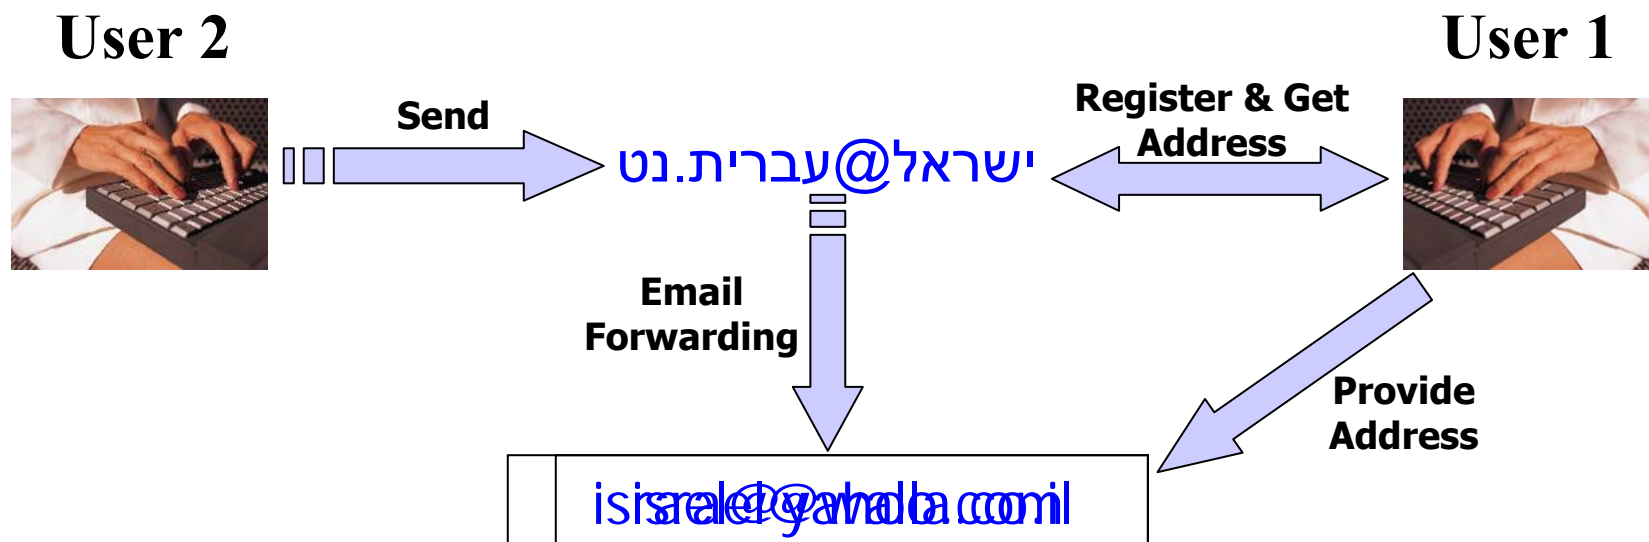 User 2
User 1
Send
Register & Get
Address
ישראל@עברית.נט
Email
Forwarding
Provide
Address